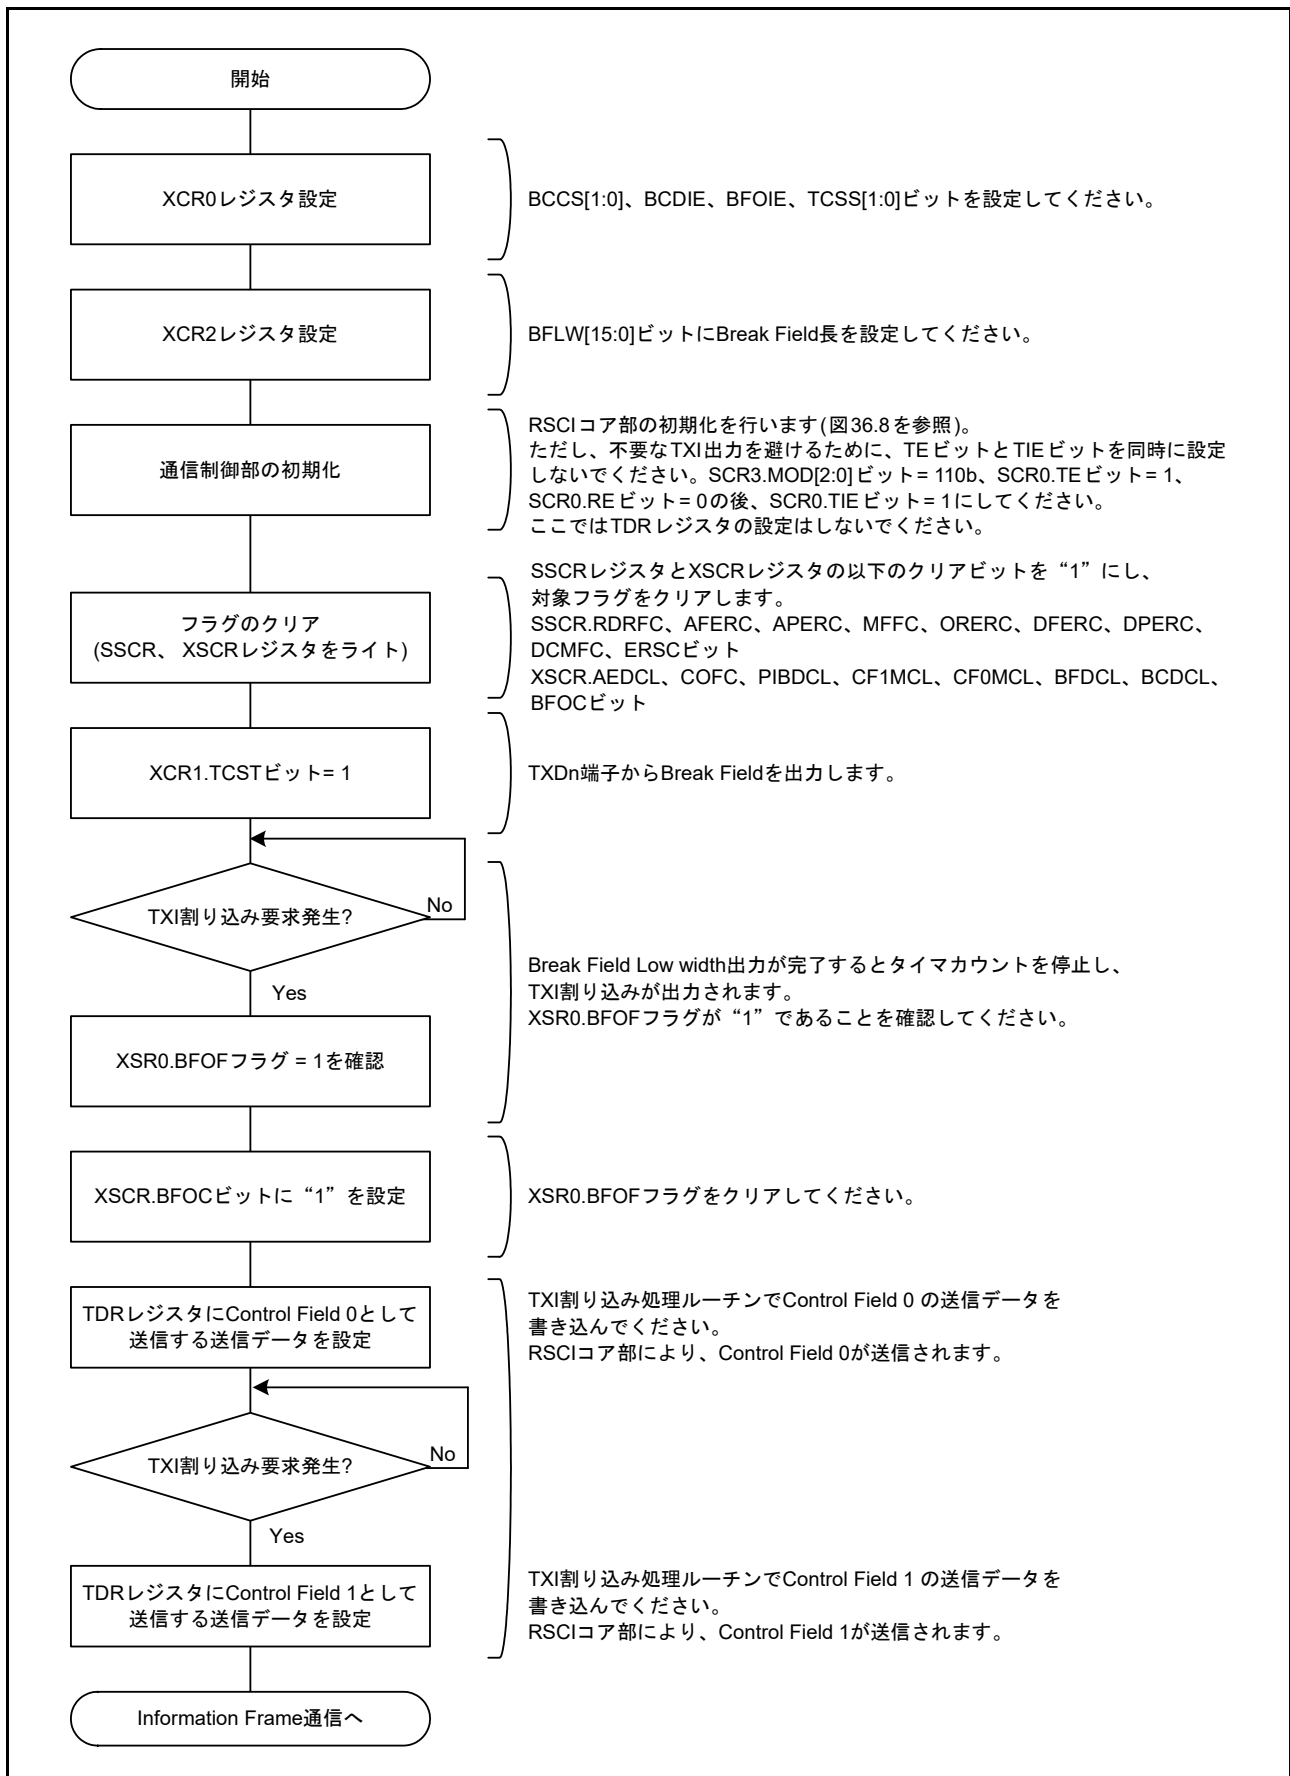 開始
XCR0レジスタ設定
BCCS[1:0]、BCDIE、BFOIE、TCSS[1:0]ビットを設定してください。
XCR2レジスタ設定
BFLW[15:0]ビットにBreak Field長を設定してください。
通信制御部の初期化
RSCIコア部の初期化を行います(図36.8を参照)。
ただし、不要なTXI出力を避けるために、TEビットとTIEビットを同時に設定
しないでください。SCR3.MOD[2:0]ビット= 110b、SCR0.TEビット= 1、
SCR0.REビット= 0の後、SCR0.TIEビット= 1にしてください。
ここではTDRレジスタの設定はしないでください。
フラグのクリア
(SSCR、 XSCRレジスタをライト)
SSCRレジスタとXSCRレジスタの以下のクリアビットを“1”にし、
対象フラグをクリアします。
SSCR.RDRFC、AFERC、APERC、MFFC、ORERC、DFERC、DPERC、
DCMFC、ERSCビット
XSCR.AEDCL、COFC、PIBDCL、CF1MCL、CF0MCL、BFDCL、BCDCL、
BFOCビット
XCR1.TCSTビット= 1
TXDn端子からBreak Fieldを出力します。
TXI割り込み要求発生?
No
Yes
XSR0.BFOFフラグ = 1を確認
Break Field Low width出力が完了するとタイマカウントを停止し、
TXI割り込みが出力されます。
XSR0.BFOFフラグが“1”であることを確認してください。
XSCR.BFOCビットに“1”を設定
XSR0.BFOFフラグをクリアしてください。
TDRレジスタにControl Field 0として
送信する送信データを設定
TXI割り込み処理ルーチンでControl Field 0 の送信データを
書き込んでください。
RSCIコア部により、Control Field 0が送信されます。
TXI割り込み要求発生?
No
Yes
TDRレジスタにControl Field 1として
送信する送信データを設定
TXI割り込み処理ルーチンでControl Field 1 の送信データを
書き込んでください。
RSCIコア部により、Control Field 1が送信されます。
Information Frame通信へ